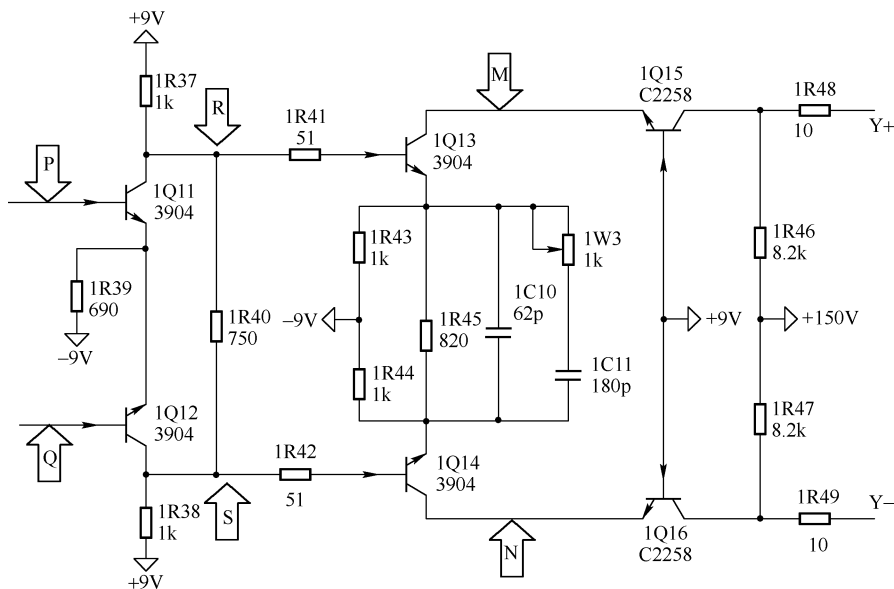 +9V
1R37
1k
P
R
1R41
51
M
1Q15
C2258
1R48
10
Y+
1Q13
3904
1Q11
3904
1R39
690
−9V
1R40
750
1R43
1k
−9V
1R45
820
1R44
1k
1C10
62p
1W3
1k
1C11
180p
+9V
1R46
8.2k
+150V
1R47
8.2k
Q
1Q12
3904
S
1R42
51
1Q14
3904
1R38
1k
+9V
N
1Q16
C2258
1R49
10
Y−